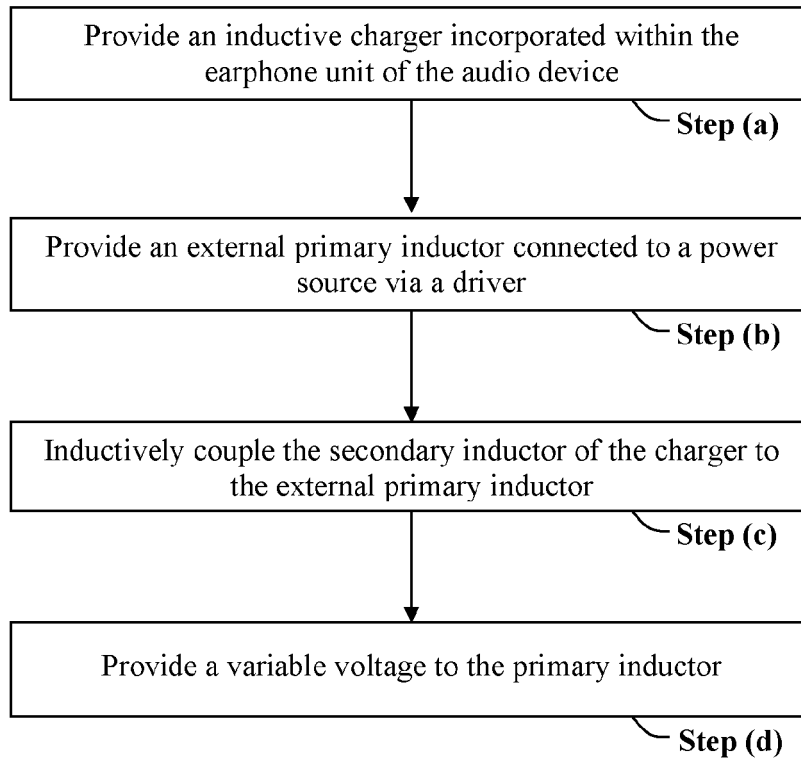 Provide an inductive charger incorporated within the
earphone unit of the audio device
Step (a)
Provide an external primary inductor connected to a power
source via a driver
Step (b)
Inductively couple the secondary inductor of the charger to
the external primary inductor
Step (c)
Provide a variable voltage to the primary inductor
Step (d)